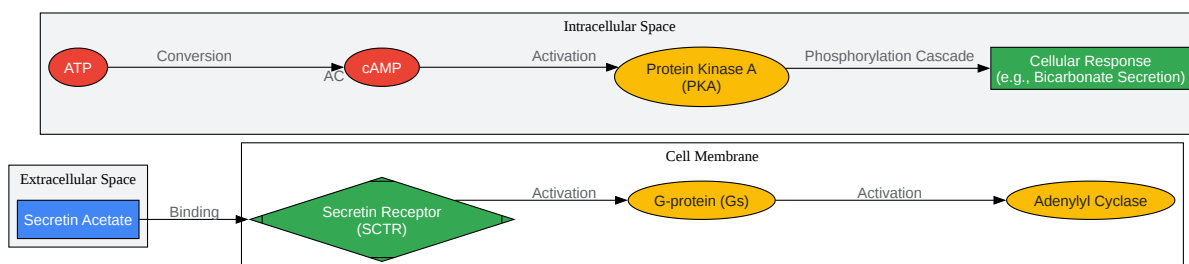 Intracellular Space
ATP
Conversion
AC
cAMP
Activation
Protein Kinase A
(PKA)
Phosphorylation Cascade
Cellular Response
(e.g., Bicarbonate Secretion)
Cell Membrane
Extracellular Space
Secretin Acetate
Binding
Secretin Receptor
(SCTR)
Activation
G-protein (Gs)
Activation
Adenylyl Cyclase